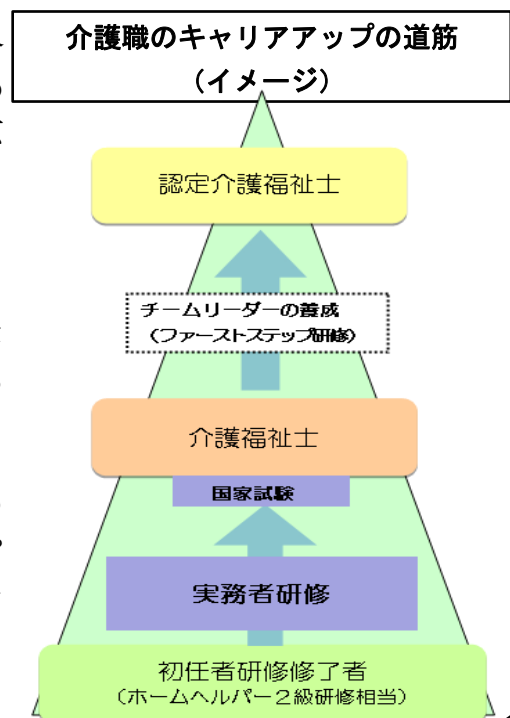 介護職のキャリアアップの道筋
（イメージ）
認定介護福祉士
チームリーダーの養成
（ファーストステップ研修）
介護福祉士
国家試験
実務者研修
初任者研修修了者
（ホームヘルパー２級研修相当）